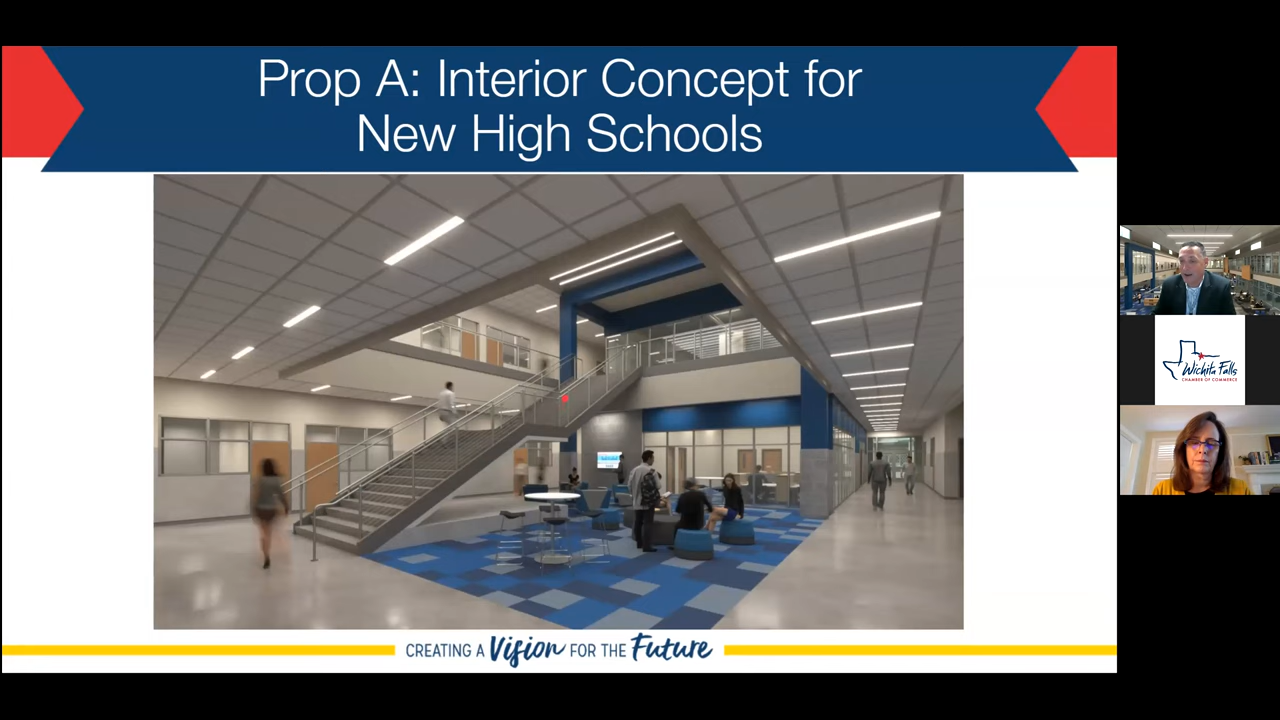 Prop A: Interior Concept for
New High Schools
CREATING A Vision FOR THE Future
Wichita Falls
CHAMBER OF COMMERCE